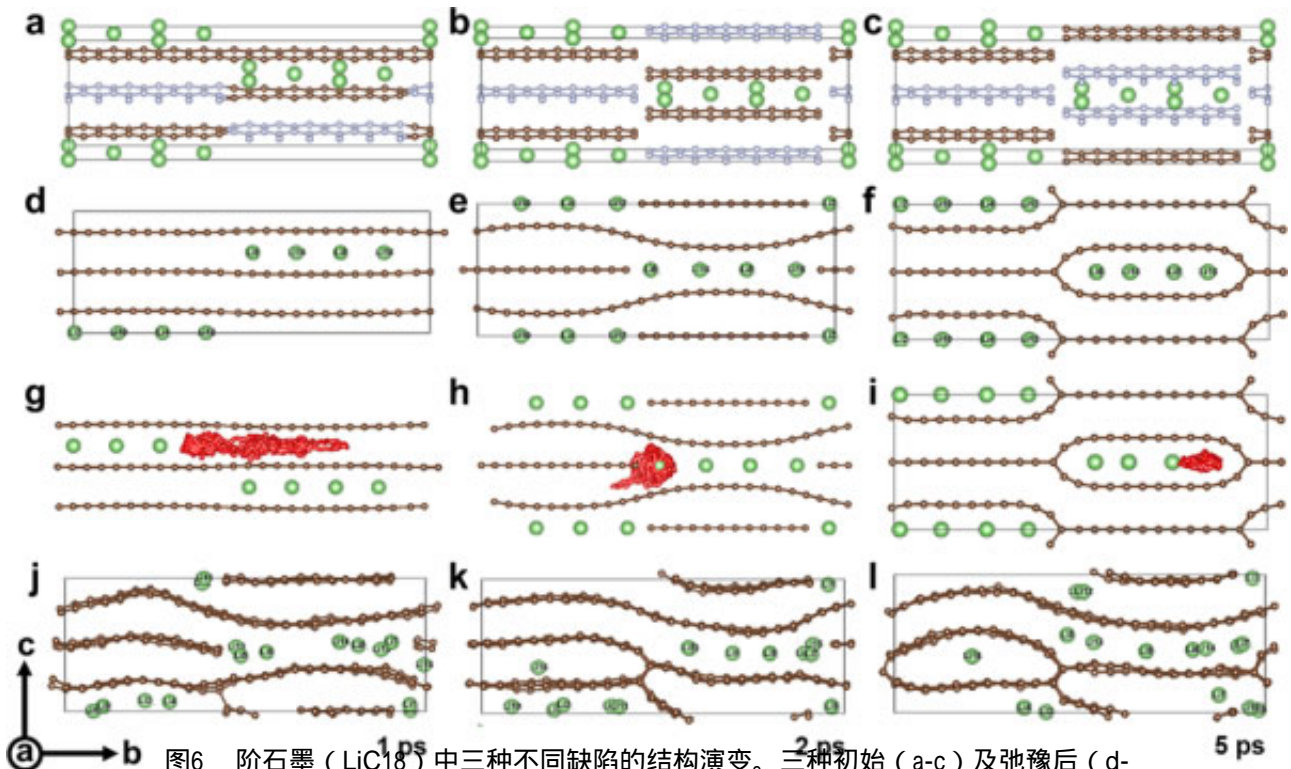 a b c
d e f
g h i
j k l
c
a b
1 ps 2 ps 5 ps
图6 阶石墨（LiC18）中三种不同缺陷的结构演变。三种初始（a-c）及弛豫后（d-